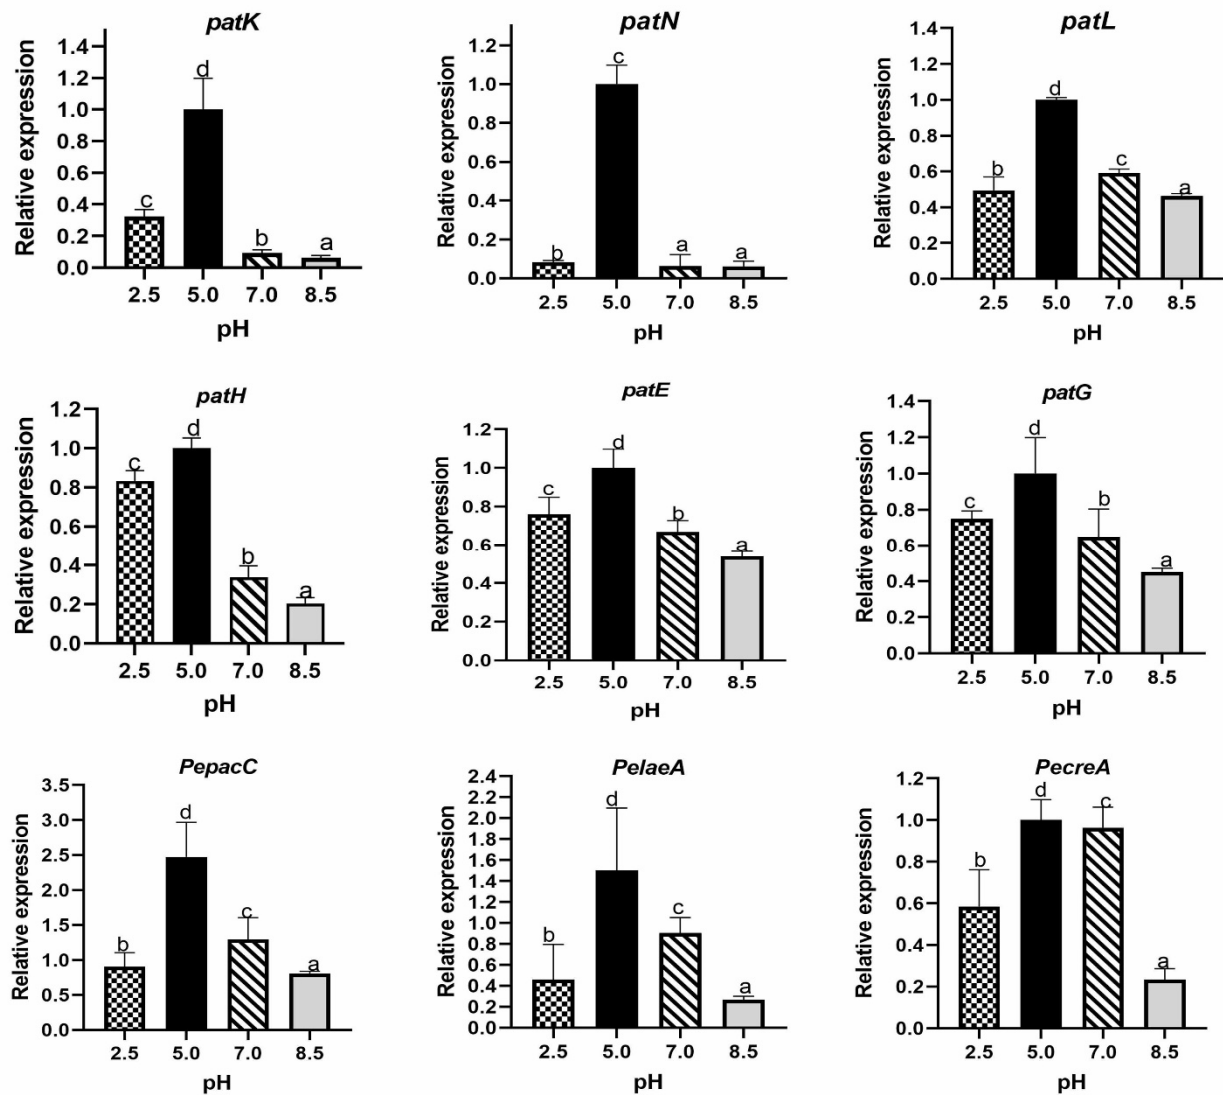 patK
Relative expression
1.4
1.2
1.0
0.8
0.6
0.4
0.2
0.0
c
d
b
a
2.5 5.0 7.0 8.5
pH
patN
Relative expression
1.2
1.0
0.8
0.6
0.4
0.2
0.0
b
c
a
a
2.5 5.0 7.0 8.5
pH
patL
Relative expression
1.4
1.2
1.0
0.8
0.6
0.4
0.2
0.0
b
d
c
a
2.5 5.0 7.0 8.5
pH
patH
Relative expression
1.2
1.0
0.8
0.6
0.4
0.2
0.0
c
d
b
a
2.5 5.0 7.0 8.5
pH
patE
Relative expression
1.2
1.0
0.8
0.6
0.4
0.2
0.0
c
d
b
a
2.5 5.0 7.0 8.5
pH
patG
Relative expression
1.4
1.2
1.0
0.8
0.6
0.4
0.2
0.0
c
d
b
a
2.5 5.0 7.0 8.5
pH
PepacC
Relative expression
3.5
3.0
2.5
2.0
1.5
1.0
0.5
0.0
b
d
c
a
2.5 5.0 7.0 8.5
pH
PelaeA
Relative expression
2.4
2.2
2.0
1.8
1.6
1.4
1.2
1.0
0.8
0.6
0.4
0.2
0.0
b
d
c
a
2.5 5.0 7.0 8.5
pH
PecreA
Relative expression
1.2
1.0
0.8
0.6
0.4
0.2
0.0
b
d
c
a
2.5 5.0 7.0 8.5
pH